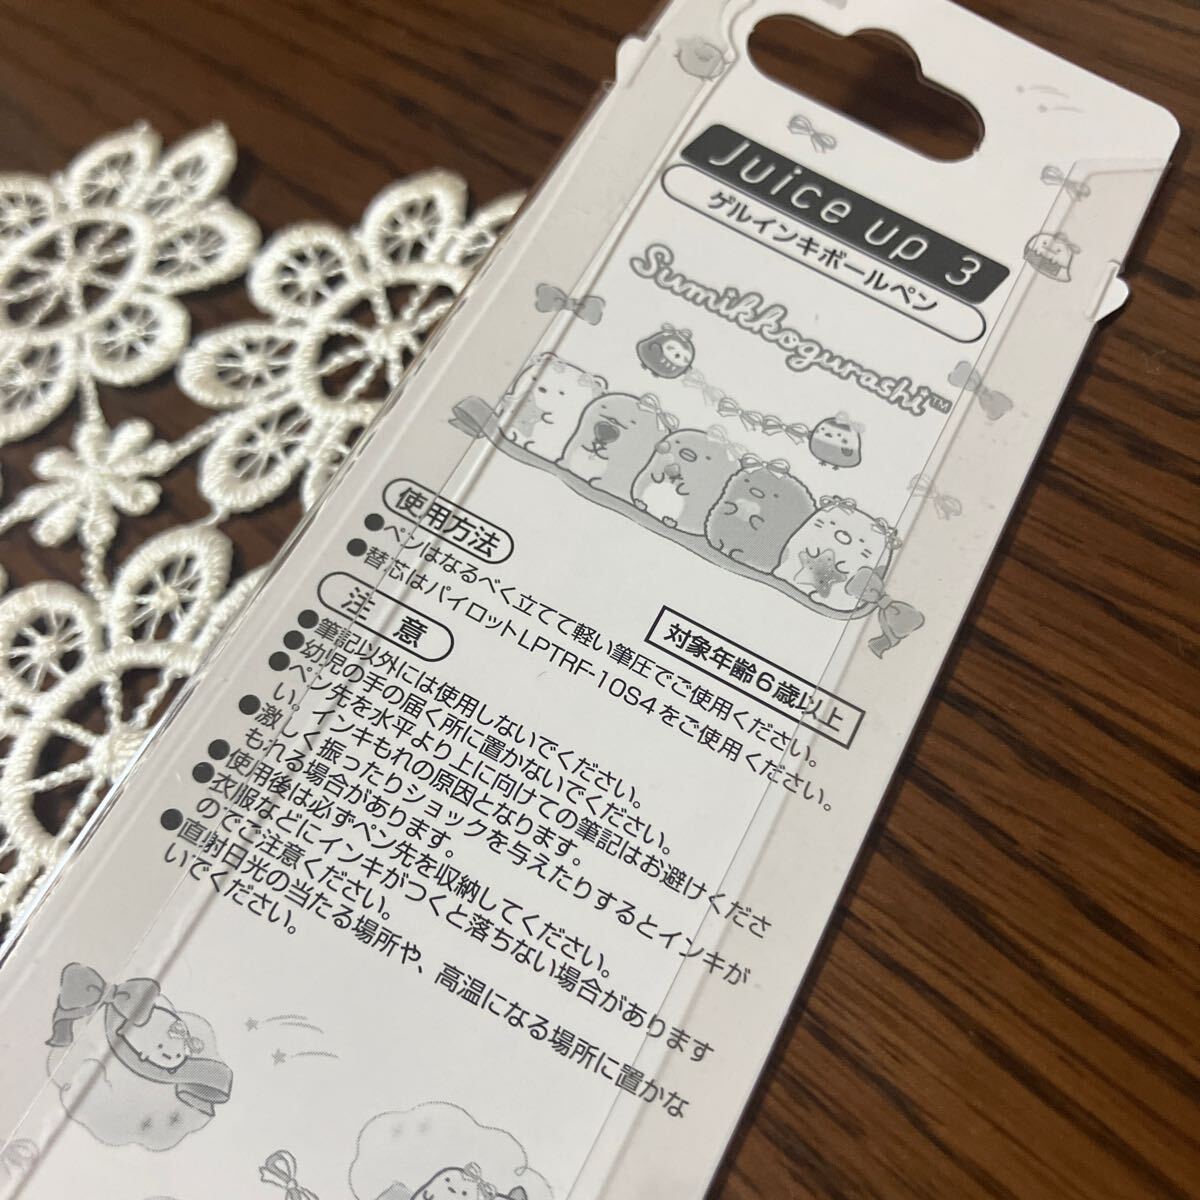 Juice up 3
ゲルインキボールペン
Sumikkogurashi™
対象年齢6歳以上
使用方法
●ペンはなるべく立てて軽い筆圧でご使用ください。
●替芯はパイロットLPTRF-10S4をご使用ください。
注意
●筆記以外には使用しないでください。
●幼児の手の届く所に置かないでください。
●ペン先を水平より上に向けての筆記はお避けくださ
い。インキもれの原因となります。
●激しく振ったりショックを与えたりするとインキが
もれる場合があります。
●使用後は必ずペン先を収納してください。
●衣服などにインキがつくと落ちない場合があります
のでご注意ください。
●直射日光の当たる場所や、高温になる場所に置かな
いでください。